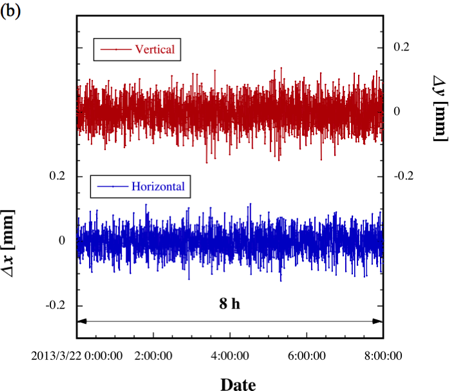 (b)
Vertical
0.2
0
-0.2
Δy [mm]
0.2
0
-0.2
Δx [mm]
Horizontal
8 h
2013/3/22 0:00:00 2:00:00 4:00:00 6:00:00 8:00:00
Date